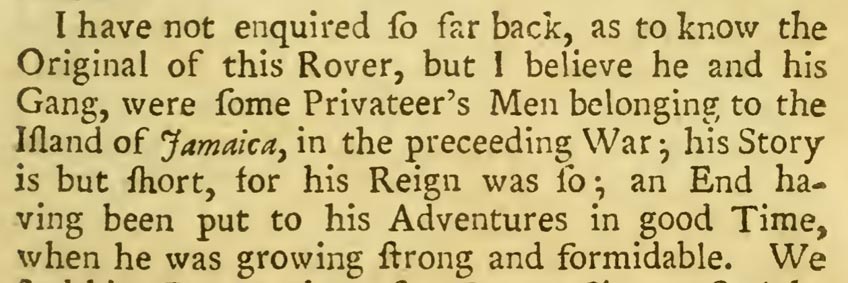 I have not enquired ſo far back, as to know the
Original of this Rover, but I believe he and his
Gang, were ſome Privateer's Men belonging to the
Iſland of Jamaica, in the preceeding War; his Story
is but ſhort, for his Reign was ſo; an End ha-
ving been put to his Adventures in good Time,
when he was growing ſtrong and formidable. We